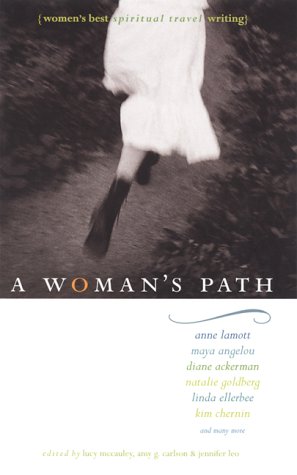 {women's best spiritual travel writing}
A WOMAN'S PATH
anne lamott
maya angelou
diane ackerman
natalie goldberg
linda ellerbee
kim chernin
and many more
edited by lucy mccauley, amy g. carlson & jennifer leo